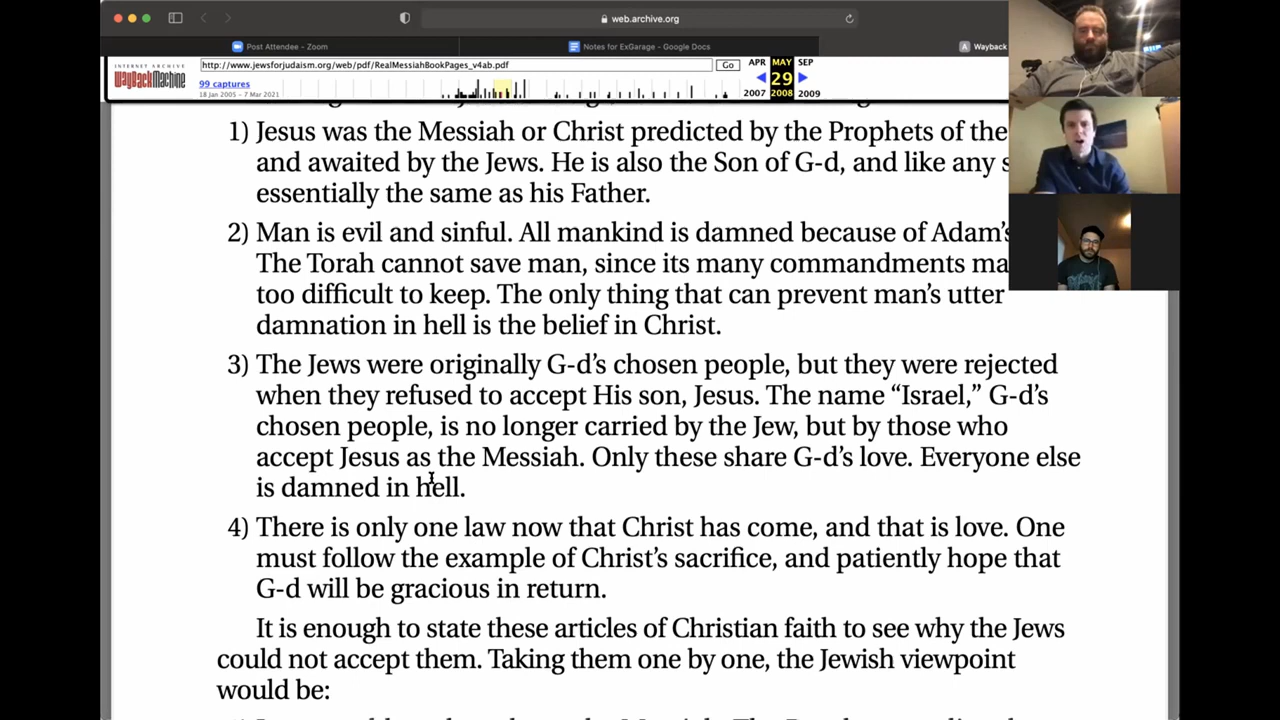 web.archive.org
Post Attendee - Zoom
Notes for ExGarage - Google Docs
Wayback
INTERNET ARCHIVE
WayBackMachine
http://www.jewsforjudaism.org/web/pdf/RealMessiahBookPages_v4ab.pdf
Go
APR MAY SEP
99 captures
29
18 Jan 2005 – 7 Mar 2021
2007 2008 2009
1) Jesus was the Messiah or Christ predicted by the Prophets of the
and awaited by the Jews. He is also the Son of G-d, and like any s
essentially the same as his Father.
2) Man is evil and sinful. All mankind is damned because of Adam's
The Torah cannot save man, since its many commandments ma
too difficult to keep. The only thing that can prevent man's utter
damnation in hell is the belief in Christ.
3) The Jews were originally G-d's chosen people, but they were rejected
when they refused to accept His son, Jesus. The name “Israel,” G-d's
chosen people, is no longer carried by the Jew, but by those who
accept Jesus as the Messiah. Only these share G-d's love. Everyone else
is damned in hell.
4) There is only one law now that Christ has come, and that is love. One
must follow the example of Christ's sacrifice, and patiently hope that
G-d will be gracious in return.
It is enough to state these articles of Christian faith to see why the Jews
could not accept them. Taking them one by one, the Jewish viewpoint
would be: